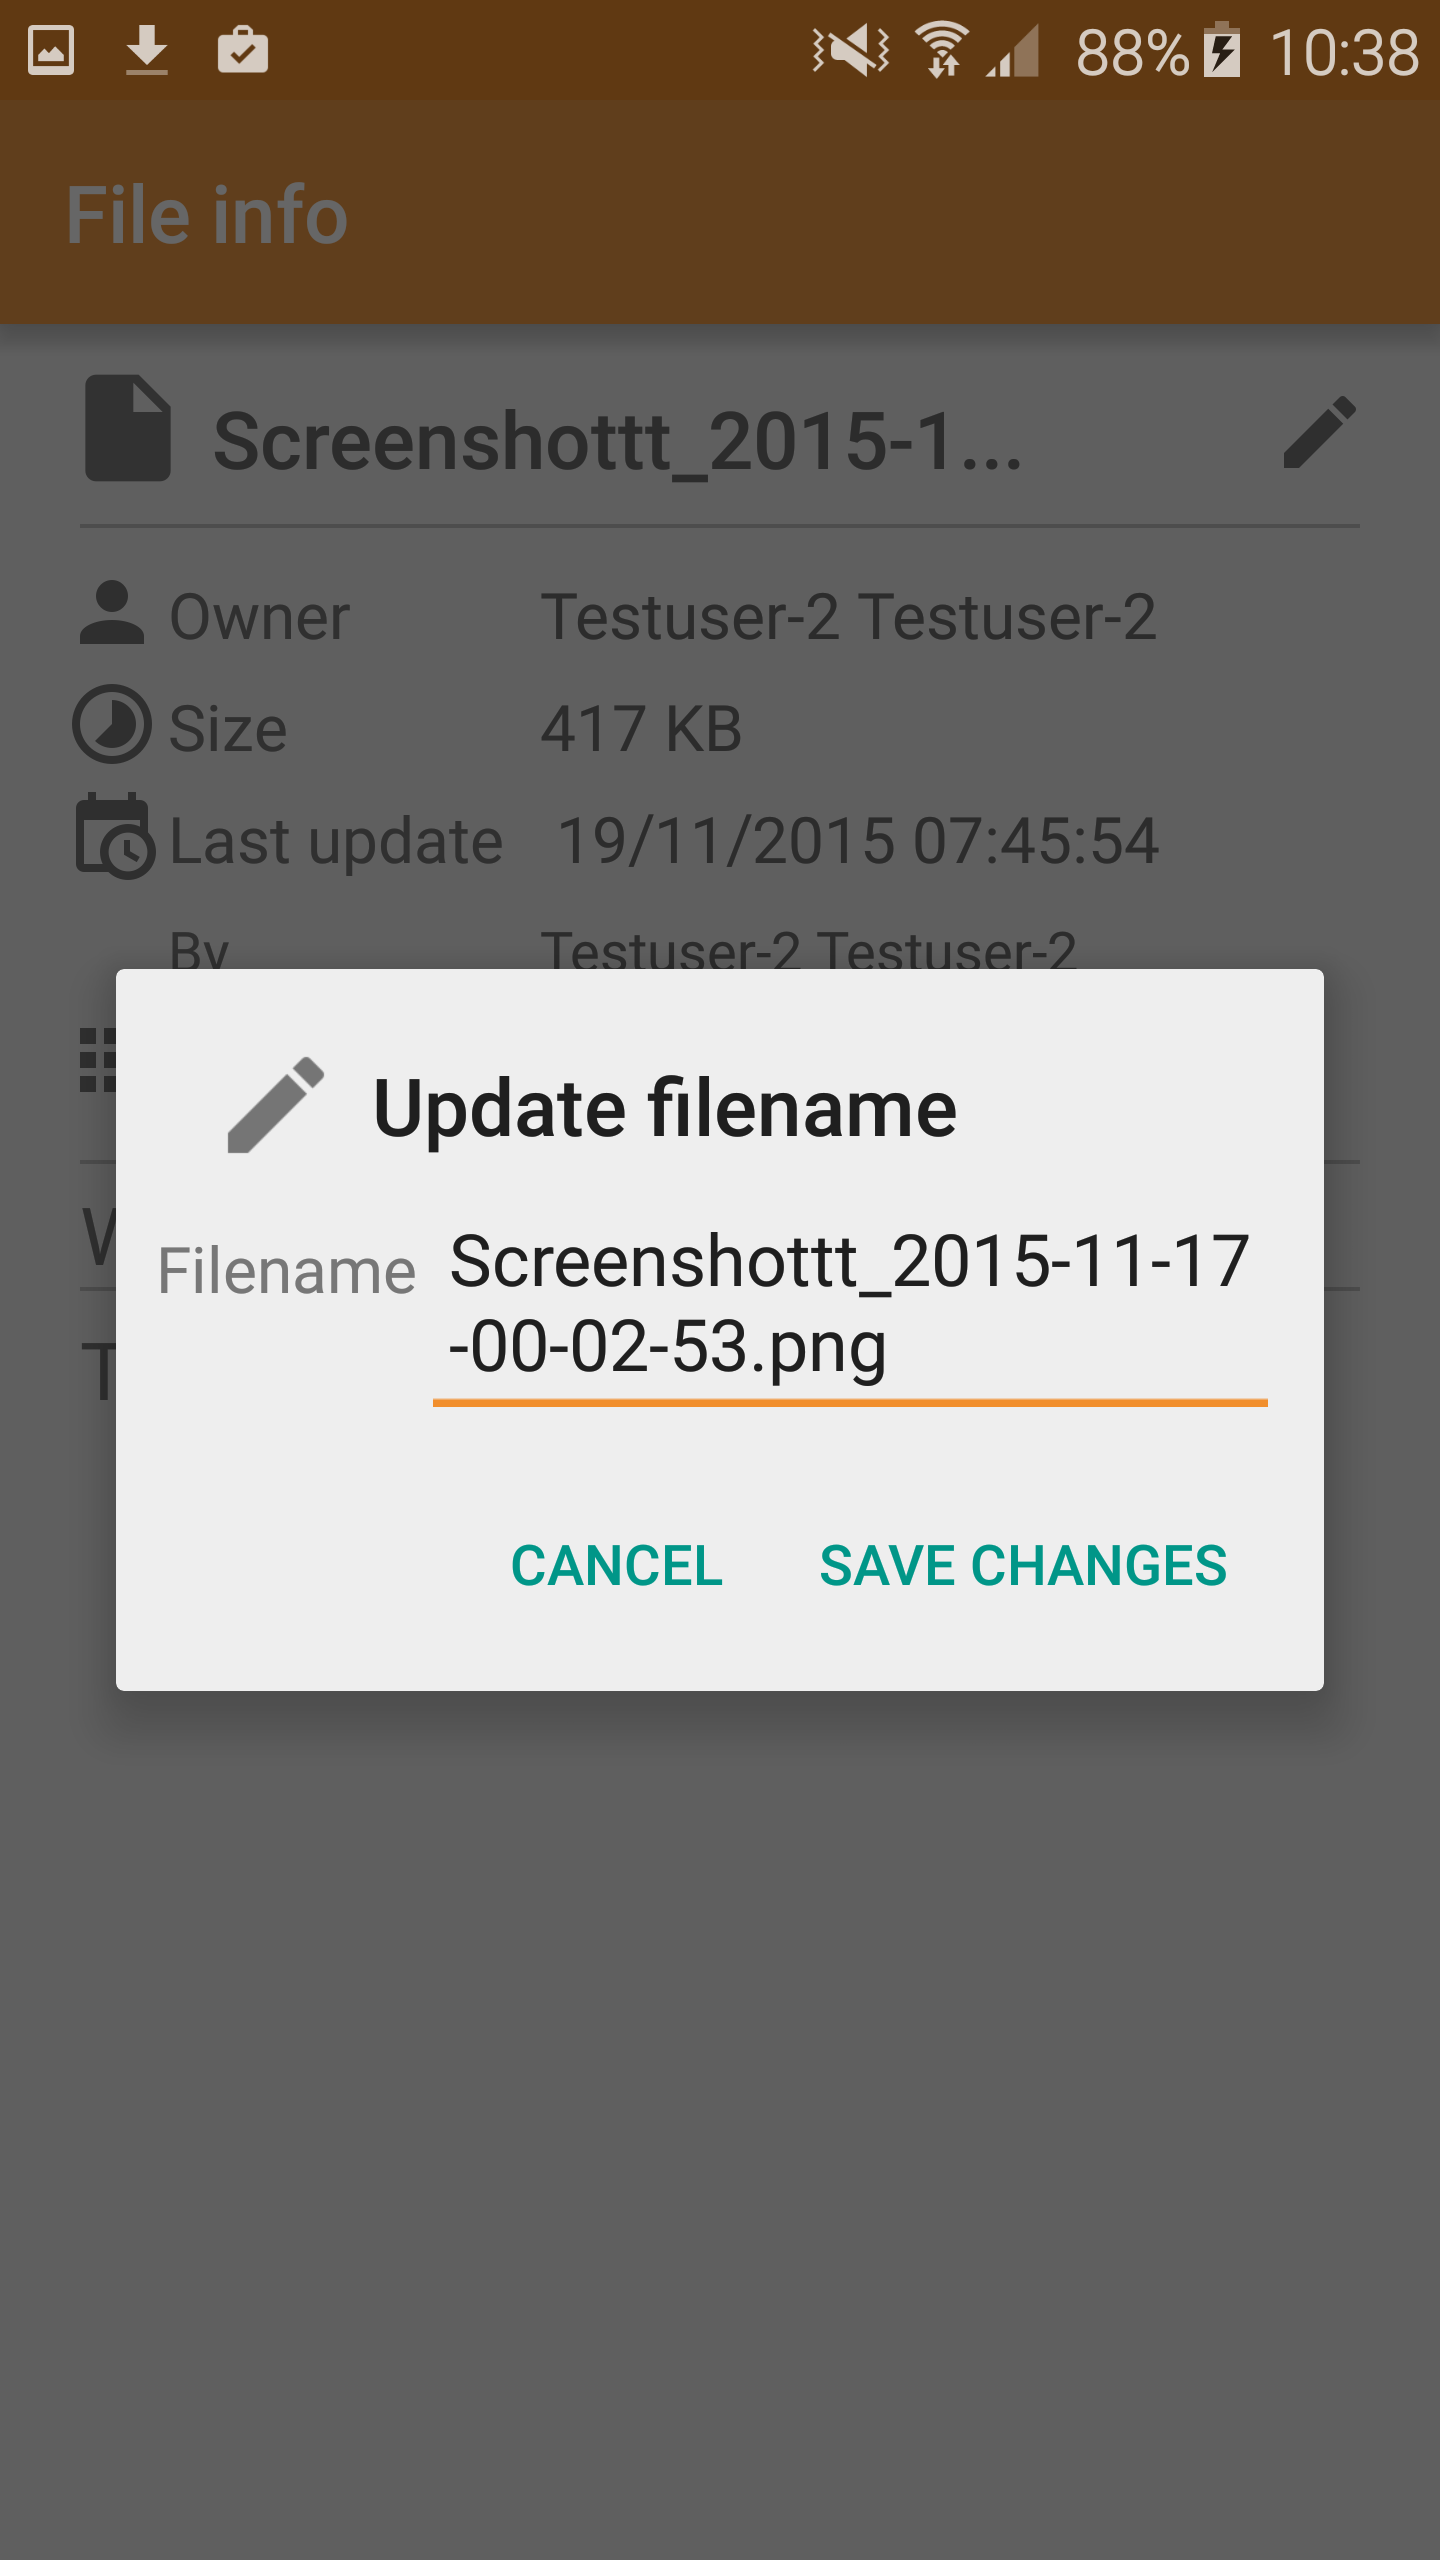 88% 10:38
File info
Screenshottt_2015-1...
Owner Testuser-2 Testuser-2
Size 417 KB
Last update 19/11/2015 07:45:54
By Testuser-2 Testuser-2
Update filename
Filename Screenshottt_2015-11-17
-00-02-53.png
CANCEL SAVE CHANGES